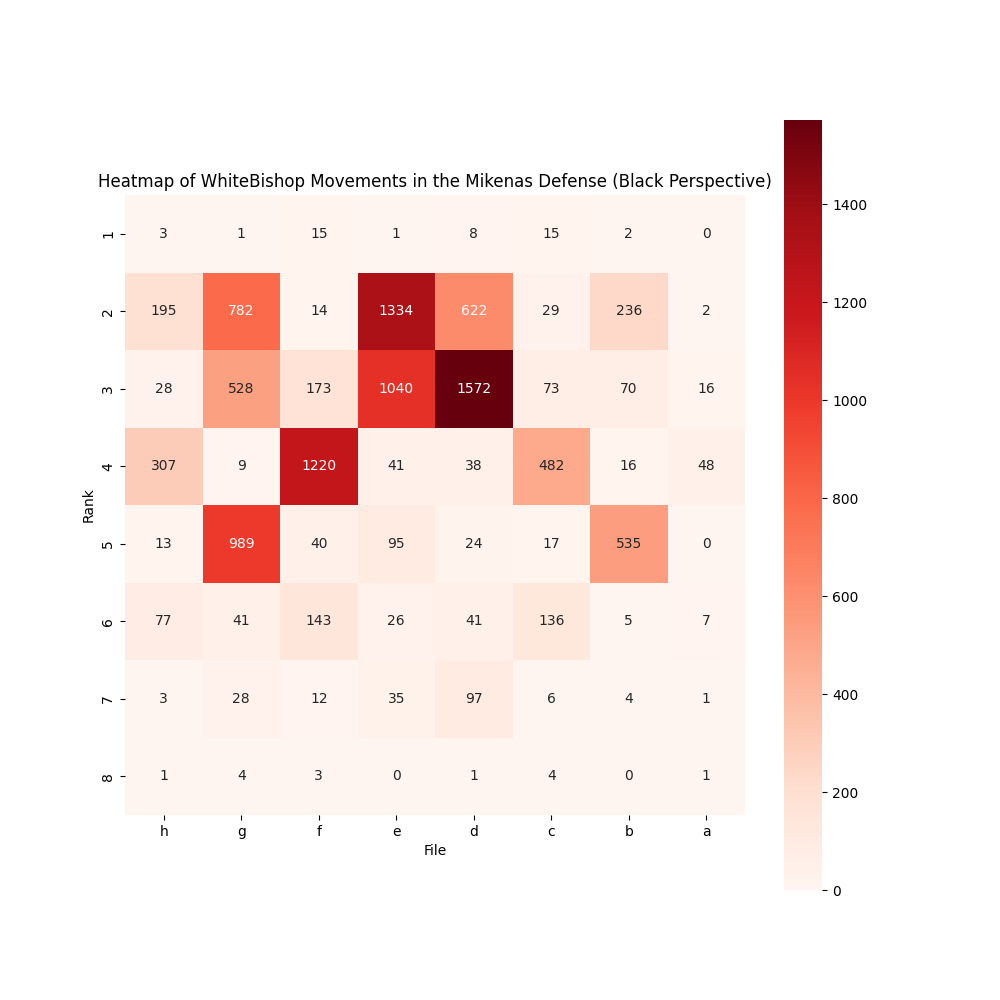 Heatmap of WhiteBishop Movements in the Mikenas Defense (Black Perspective)
1 3 1 15 1 8 15 2 0
2 195 782 14 1334 622 29 236 2
3 28 528 173 1040 1572 73 70 16
4 307 9 1220 41 38 482 16 48
5 13 989 40 95 24 17 535 0
6 77 41 143 26 41 136 5 7
7 3 28 12 35 97 6 4 1
8 1 4 3 0 1 4 0 1
h g f e d c b a
File
Rank
1400
1200
1000
800
600
400
200
0